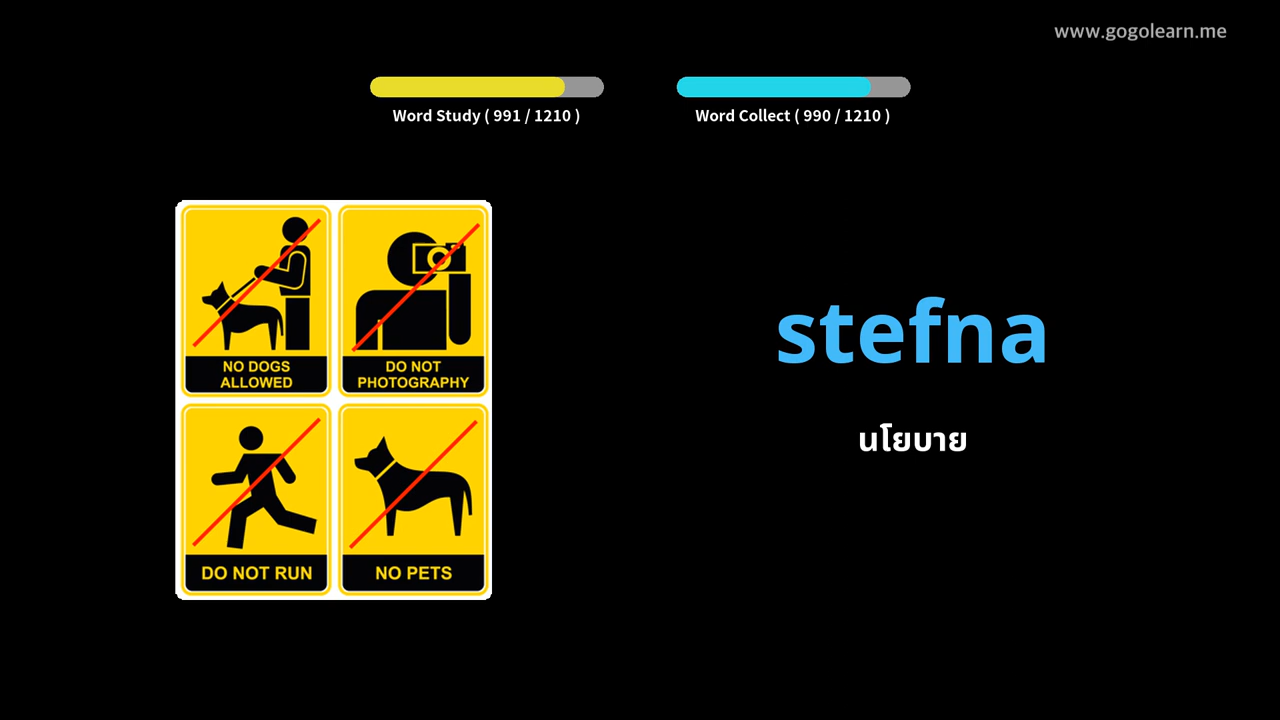 www.gogolearn.me
Word Study ( 991 / 1210 )
Word Collect ( 990 / 1210 )
NO DOGS
ALLOWED
DO NOT
PHOTOGRAPHY
DO NOT RUN
NO PETS
stefna
นโยบาย